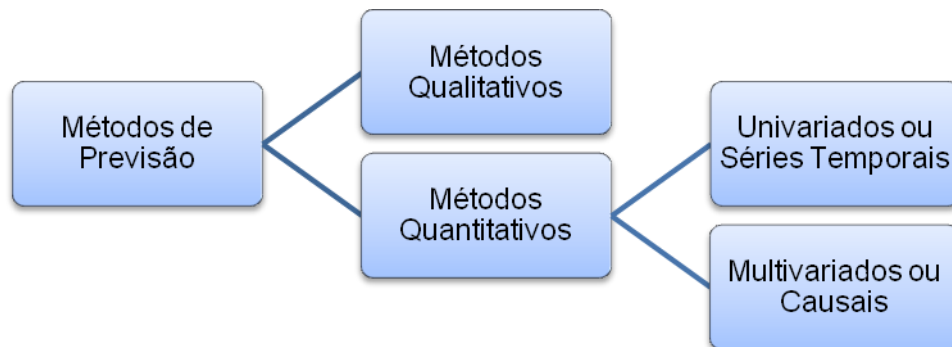 Métodos de
Previsão
Métodos
Qualitativos
Métodos
Quantitativos
Univariados ou
Séries Temporais
Multivariados ou
Causais